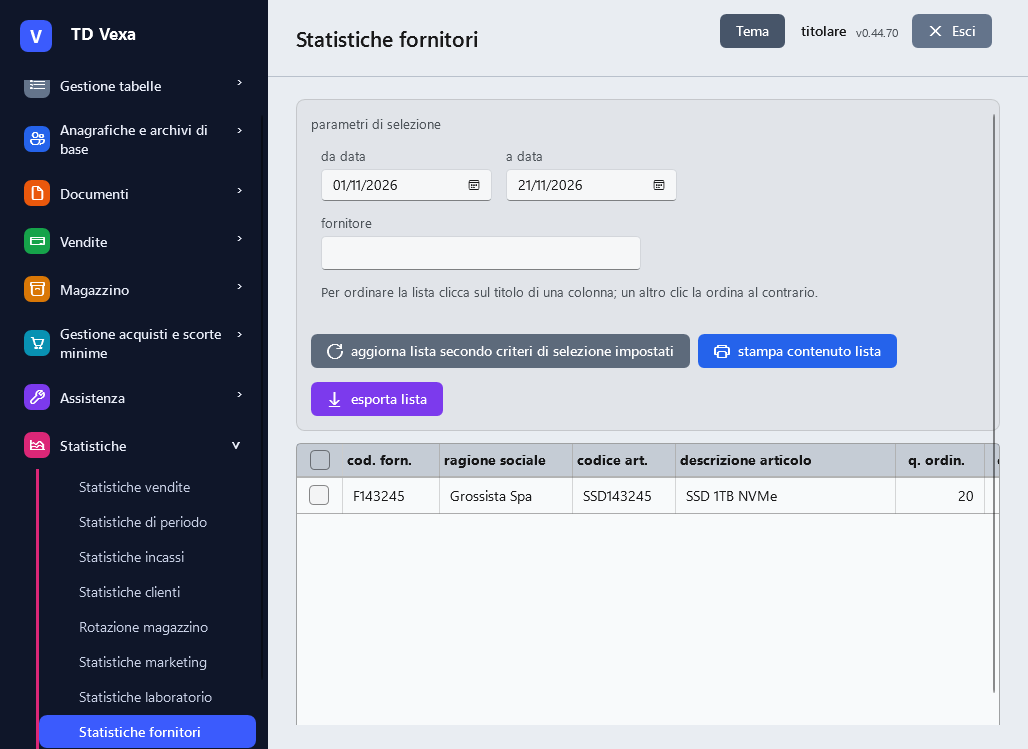 V
TD Vexa
Gestione tabelle
Anagrafiche e archivi di
base
Documenti
Vendite
Magazzino
Gestione acquisti e scorte
minime
Assistenza
Statistiche
Statistiche vendite
Statistiche di periodo
Statistiche incassi
Statistiche clienti
Rotazione magazzino
Statistiche marketing
Statistiche laboratorio
Statistiche fornitori
Statistiche fornitori
Tema
titolare
v0.44.70
Esci
parametri di selezione
da data
a data
01/11/2026
21/11/2026
fornitore
Per ordinare la lista clicca sul titolo di una colonna; un altro clic la ordina al contrario.
aggiorna lista secondo criteri di selezione impostati
stampa contenuto lista
esporta lista
cod. forn. ragione sociale codice art. descrizione articolo q. ordin.
F143245 Grossista Spa SSD143245 SSD 1TB NVMe 20